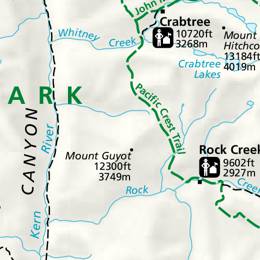 JOHN M
Crabtree
10720ft
3268m
Whitney Creek
Mount
Hitchco
13184ft
4019m
Crabtree
Lakes
ARK
Pacific Crest Trail
CANYON
Kern River
Mount Guyot
12300ft
3749m
Rock Creek
9602ft
2927m
Rock Creek